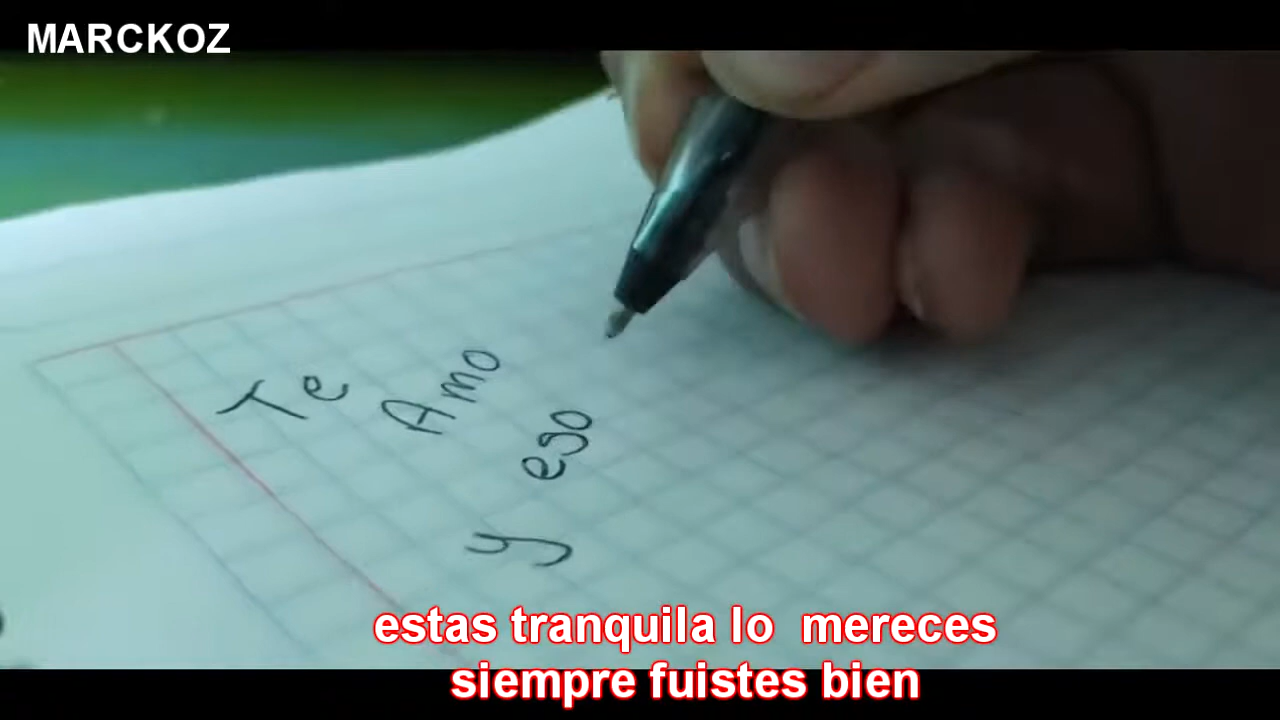 MARCKOZ
Te
Amo
eso
y
estas tranquila lo  mereces
siempre fuistes bien